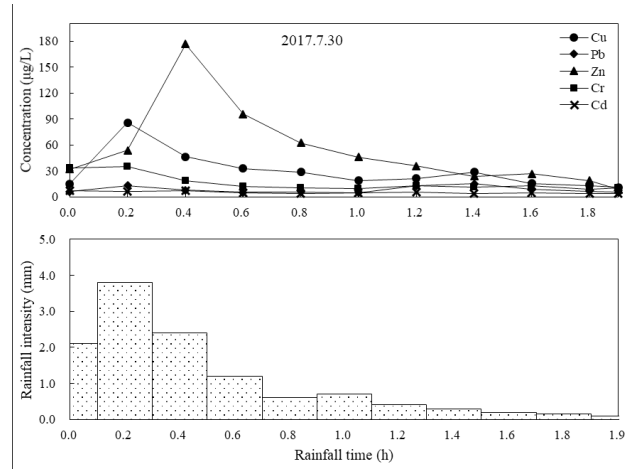 2017.7.30
Cu
Pb
Zn
Cr
Cd
Concentration (μg/L)
180
150
120
90
60
30
0
0.0 0.2 0.4 0.6 0.8 1.0 1.2 1.4 1.6 1.8
Rainfall intensity (mm)
5.0
4.0
3.0
2.0
1.0
0.0
0.0 0.2 0.4 0.6 0.8 1.0 1.2 1.4 1.6 1.8 1.9
Rainfall time (h)